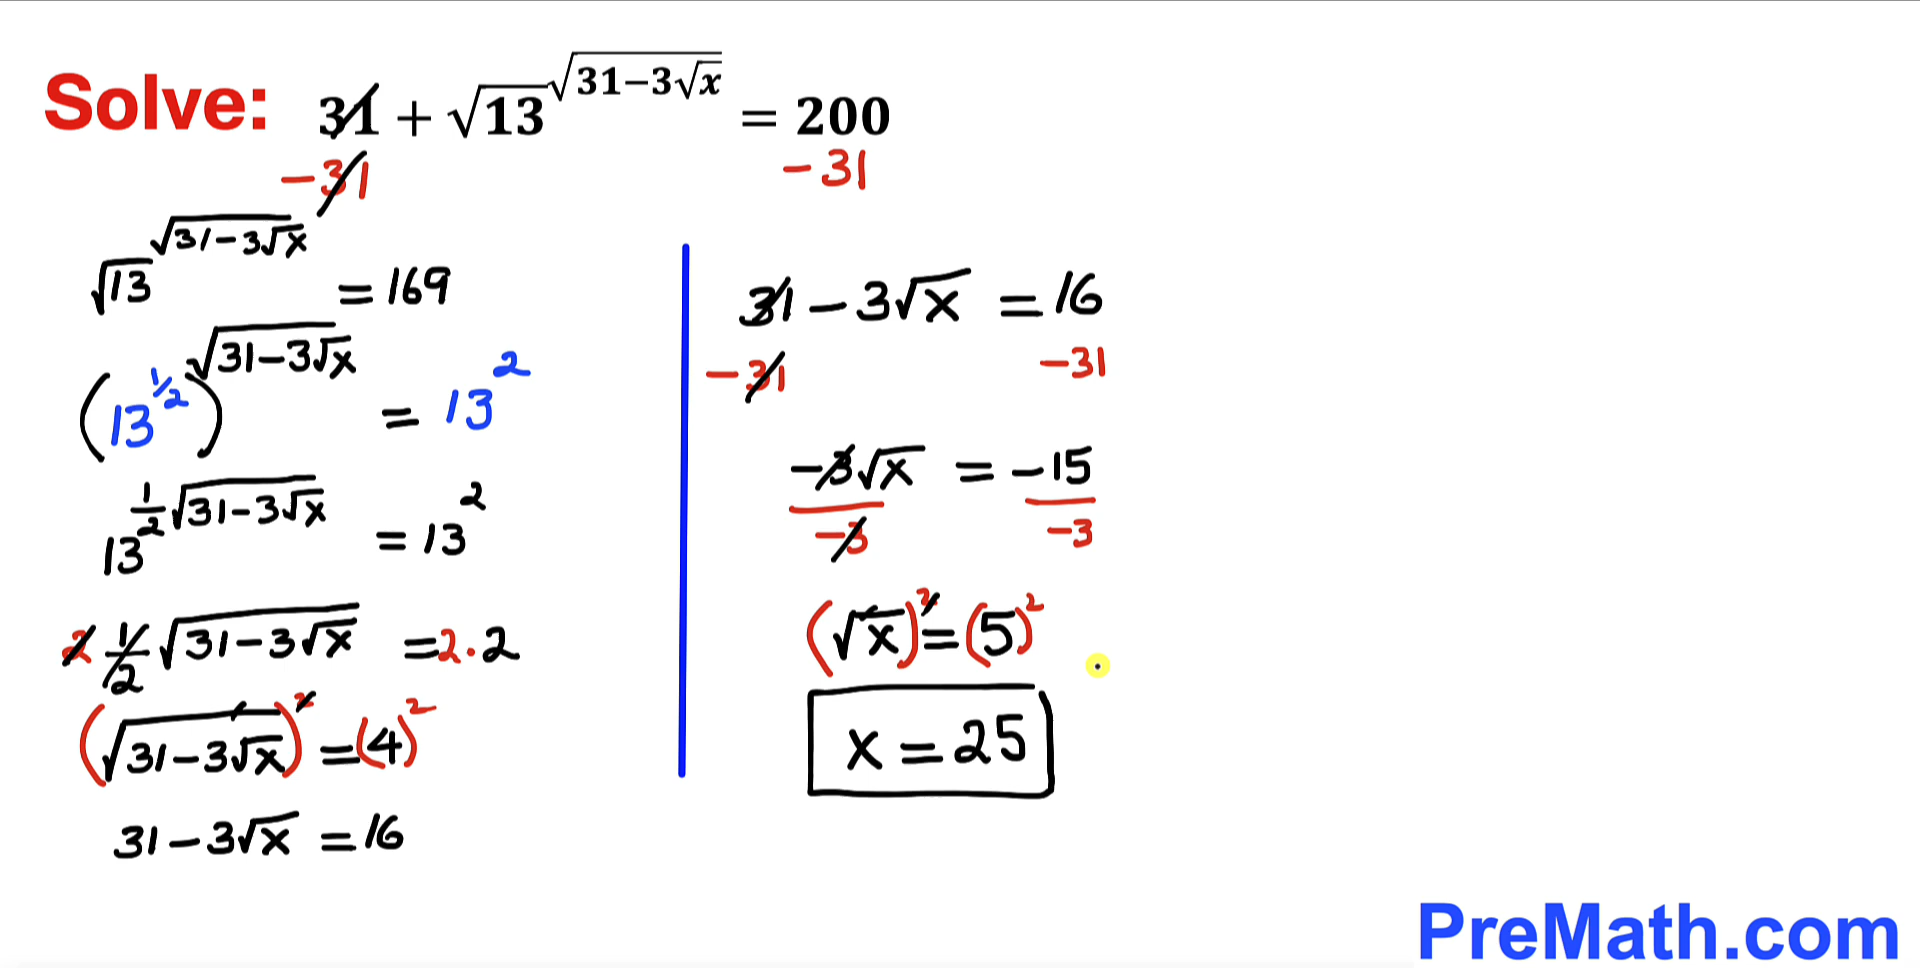 Solve: 31 + √13^√(31−3√x) = 200
−31 −31
√13^√(31−3√x) = 169
(13^1/2)^√(31−3√x) = 13^2
13^(1/2 √(31−3√x)) = 13^2
2 1/2 √(31−3√x) = 2·2
(√(31−3√x))^2 = (4)^2
31−3√x = 16
31−3√x = 16
−31 −31
−3√x = −15
−3 −3
(√x)^2 = (5)^2
x = 25
PreMath.com